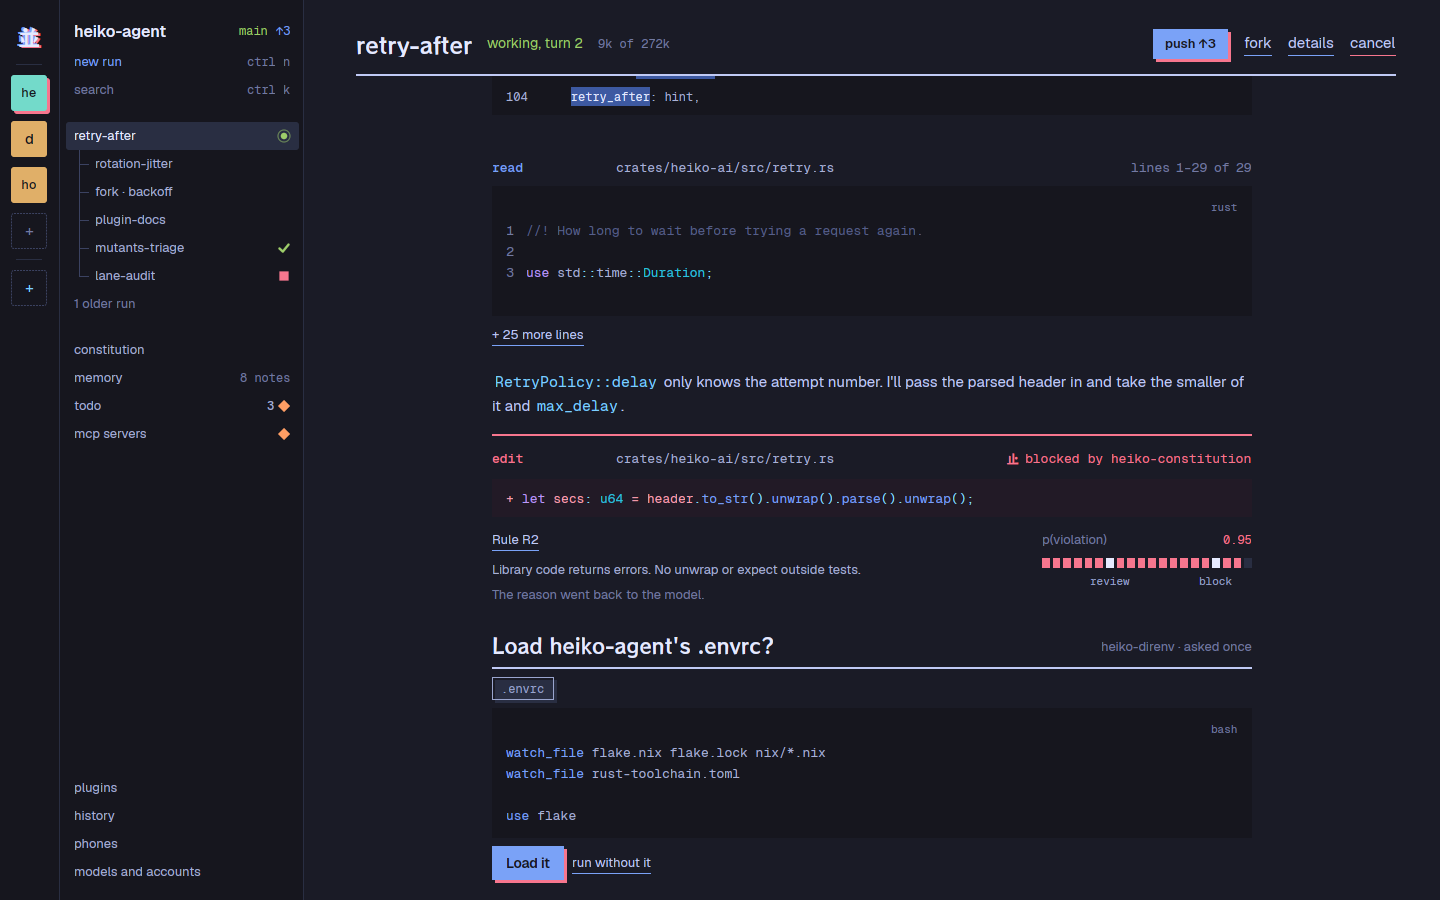 heiko-agent
main ↑3
new run
ctrl n
search
ctrl k
he
d
ho
+
+
retry-after
rotation-jitter
fork · backoff
plugin-docs
mutants-triage
lane-audit
1 older run
constitution
memory
8 notes
todo
3
mcp servers
plugins
history
phones
models and accounts
retry-after
working, turn 2
9k of 272k
push ↑3
fork
details
cancel
104 retry_after: hint,
read
crates/heiko-ai/src/retry.rs
lines 1-29 of 29
rust
1 //! How long to wait before trying a request again.
2
3 use std::time::Duration;
+ 25 more lines
RetryPolicy::delay only knows the attempt number. I'll pass the parsed header in and take the smaller of
it and max_delay.
edit
crates/heiko-ai/src/retry.rs
blocked by heiko-constitution
+ let secs: u64 = header.to_str().unwrap().parse().unwrap();
Rule R2
p(violation)
0.95
Library code returns errors. No unwrap or expect outside tests.
review
block
The reason went back to the model.
Load heiko-agent's .envrc?
heiko-direnv · asked once
.envrc
bash
watch_file flake.nix flake.lock nix/*.nix
watch_file rust-toolchain.toml
use flake
Load it
run without it